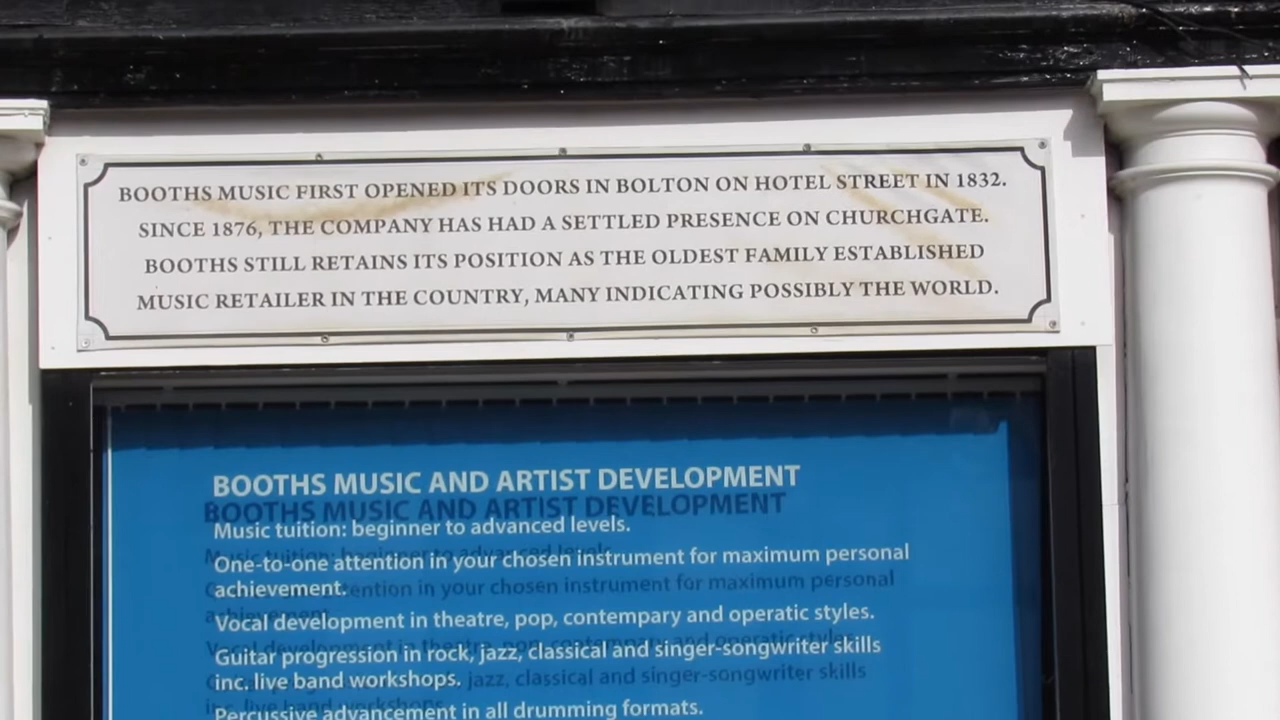 BOOTHS MUSIC FIRST OPENED ITS DOORS IN BOLTON ON HOTEL STREET IN 1832.
SINCE 1876, THE COMPANY HAS HAD A SETTLED PRESENCE ON CHURCHGATE.
BOOTHS STILL RETAINS ITS POSITION AS THE OLDEST FAMILY ESTABLISHED
MUSIC RETAILER IN THE COUNTRY, MANY INDICATING POSSIBLY THE WORLD.
BOOTHS MUSIC AND ARTIST DEVELOPMENT
Music tuition: beginner to advanced levels.
One-to-one attention in your chosen instrument for maximum personal
achievement.
Vocal development in theatre, pop, contempary and operatic styles.
Guitar progression in rock, jazz, classical and singer-songwriter skills
inc. live band workshops.
Percussive advancement in all drumming formats.